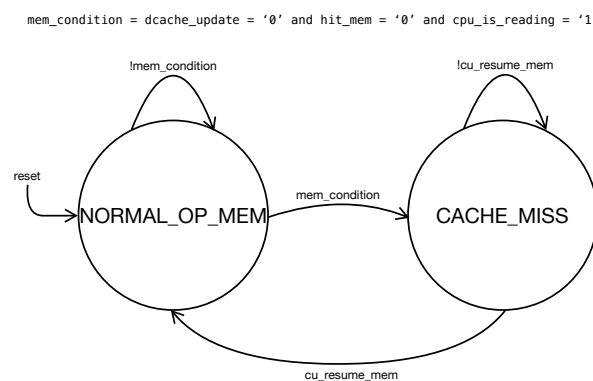 mem_condition = dcache_update = ‘0’ and hit_mem = ‘0’ and cpu_is_reading = ‘1
!mem_condition
!cu_resume_mem
reset
mem_condition
NORMAL_OP_MEM
CACHE_MISS
cu_resume_mem